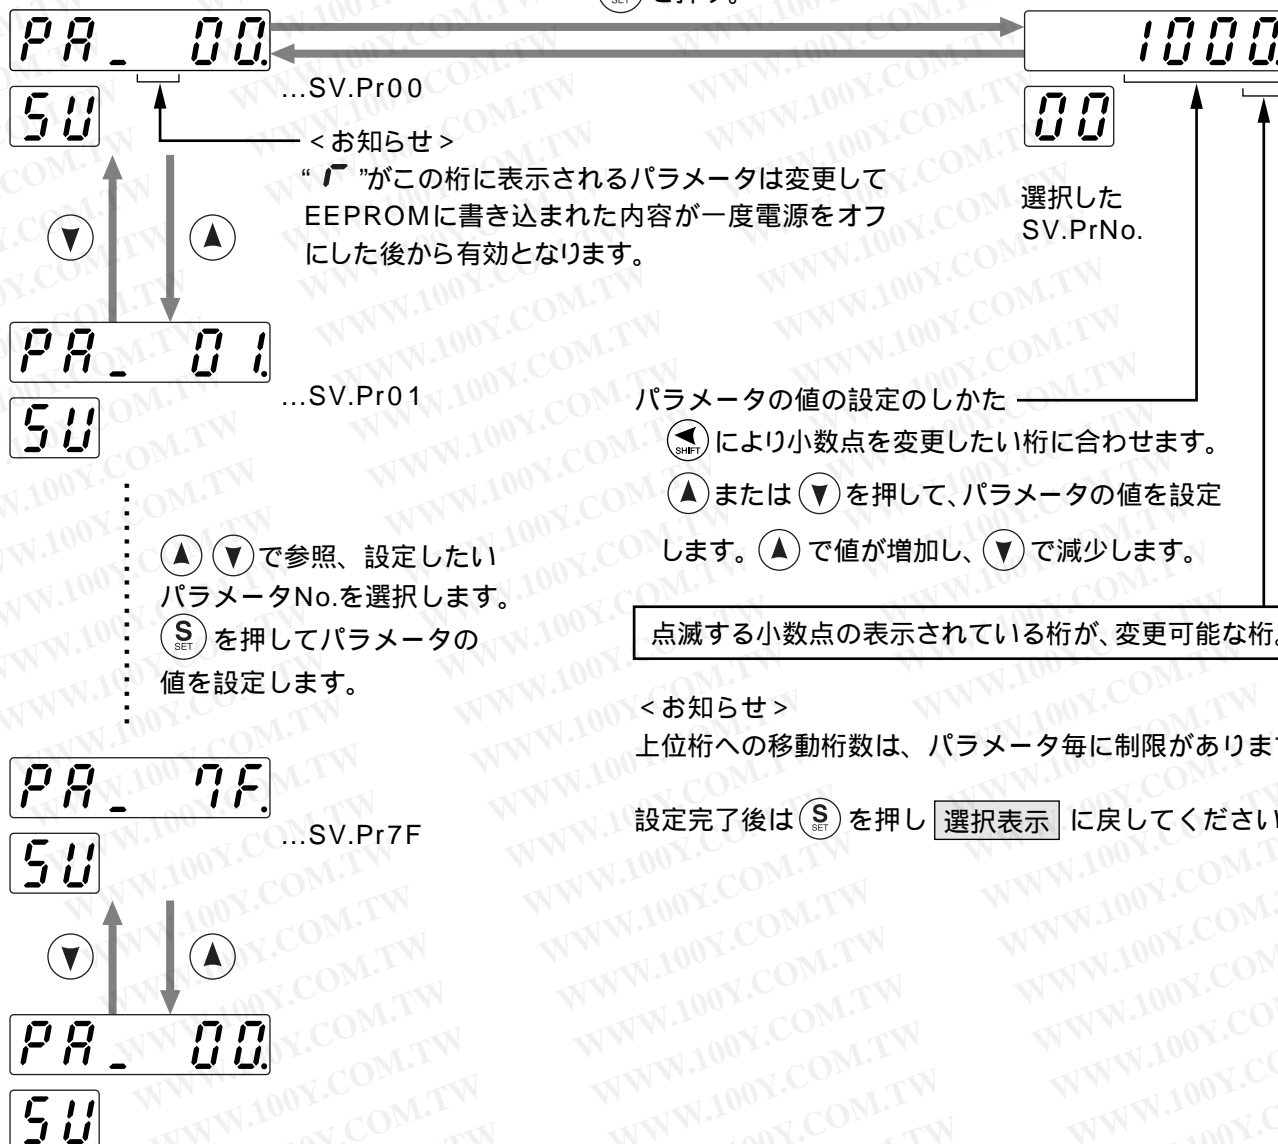 SET を押す。
PA_ 00.
1000.
...SV.Pr00
SU
00
<お知らせ>
“ r ”がこの桁に表示されるパラメータは変更して
EEPROMに書き込まれた内容が一度電源をオフ
にした後から有効となります。
選択した
SV.PrNo.
PA_ 01.
...SV.Pr01
SU
パラメータの値の設定のしかた
SHIFT により小数点を変更したい桁に合わせます。
▲ または ▼ を押して、パラメータの値を設定
します。 ▲ で値が増加し、 ▼ で減少します。
▲ ▼ で参照、設定したい
パラメータNo.を選択します。
S SET を押してパラメータの
値を設定します。
点滅する小数点の表示されている桁が、変更可能な桁。
<お知らせ>
上位桁への移動桁数は、パラメータ毎に制限がありま
設定完了後は S SET を押し 選択表示 に戻してください
PA_ 7F.
...SV.Pr7F
SU
PA_ 00.
SU
WWW.100Y.COM.TW